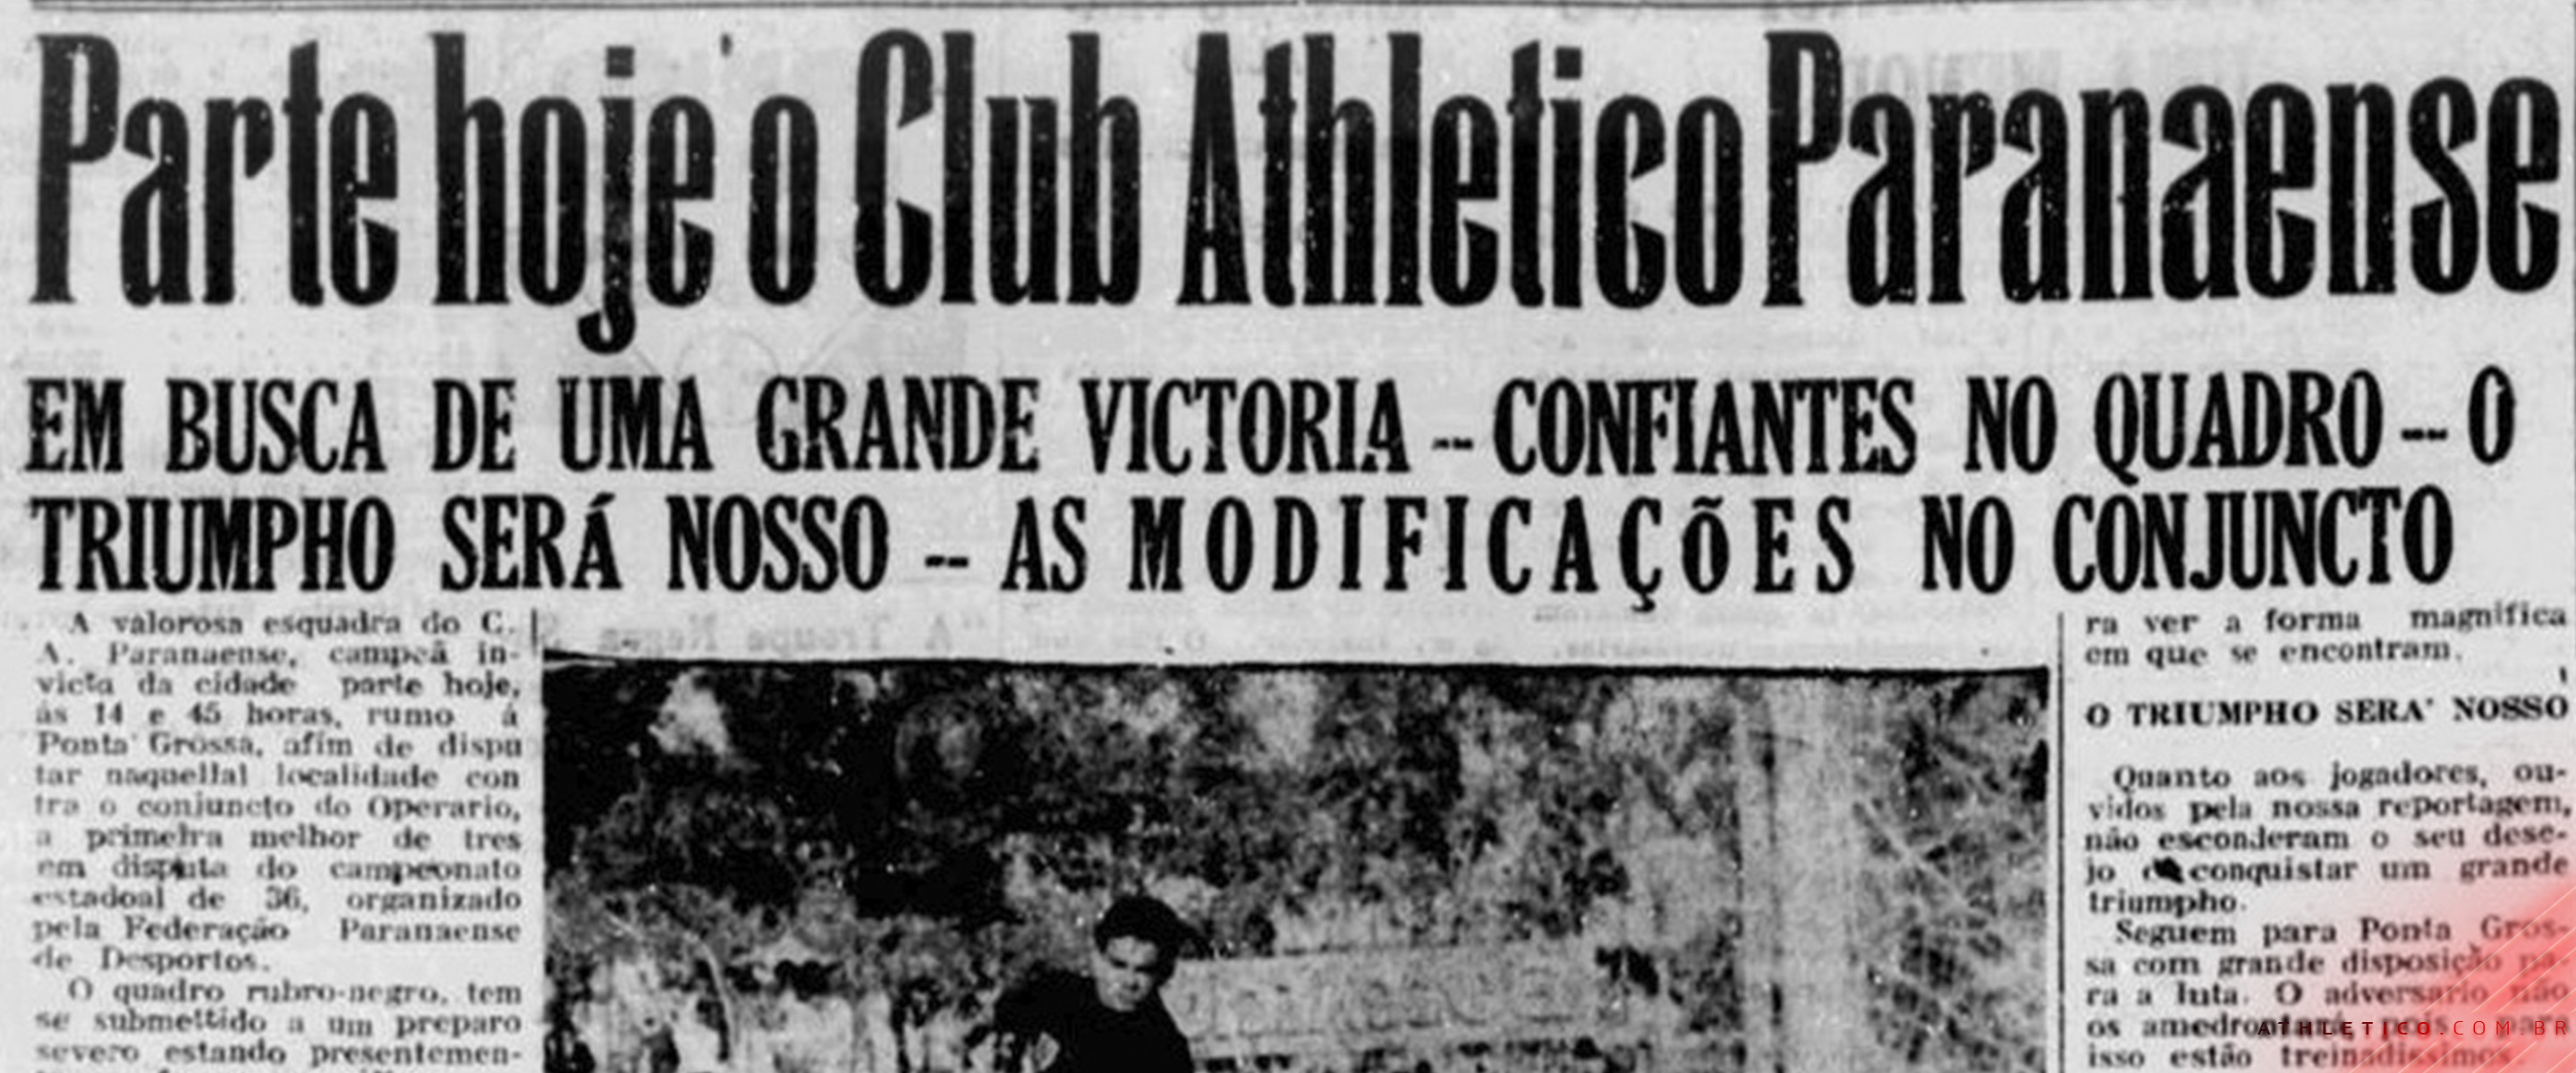 Parte hoje o Club Athletico Paranaense
EM BUSCA DE UMA GRANDE VICTORIA -- CONFIANTES NO QUADRO -- O
TRIUMPHO SERÁ NOSSO -- AS MODIFICAÇÕES NO CONJUNCTO
A valorosa esquadra do C.
A. Paranaense, campeã in-
victa da cidade parte hoje,
ás 14 e 45 horas, rumo á
Ponta Grossa, afim de dispu
tar naquellal localidade con
tra o conjuncto do Operario,
a primeira melhor de tres
em disputa do campeonato
estadoal de 36, organizado
pela Federação Paranaense
de Desportos.
O quadro rubro-negro, tem
se submettido a um preparo
severo estando presentemen-
ra ver a forma magnifica
em que se encontram.
O TRIUMPHO SERA' NOSSO
Quanto aos jogadores, ou-
vidos pela nossa reportagem,
não esconderam o seu dese-
jo conquistar um grande
triumpho.
Seguem para Ponta Gros-
sa com grande disposição pa-
ra a luta. O adversario não
os amedrontará, pois, para
isso estão treinadissimos.
ATHLETICO.COM.BR